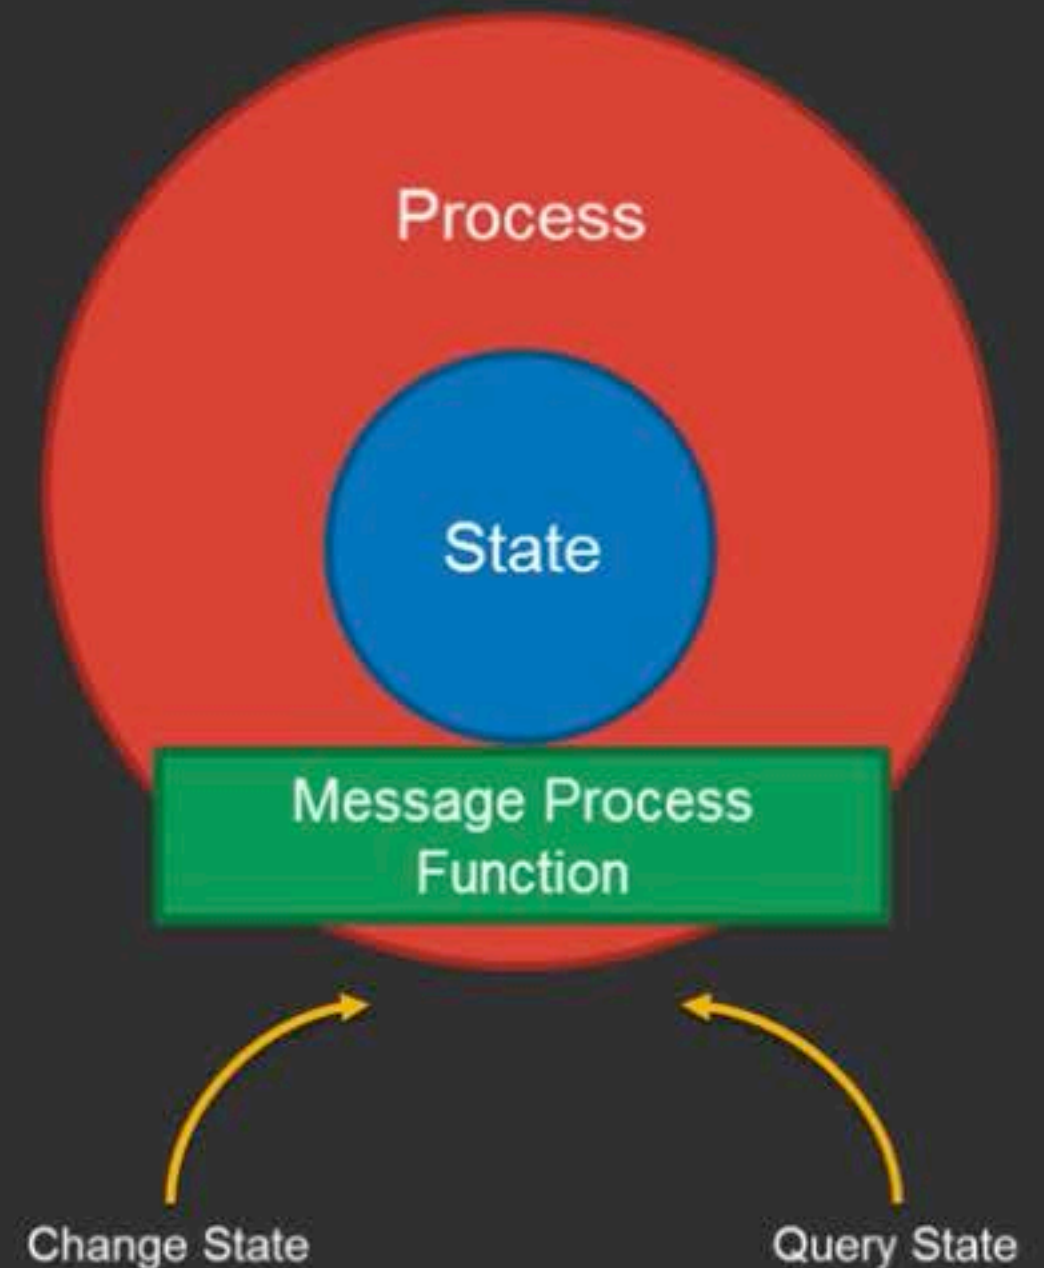 Process
State
Message Process
Function
Change State
Query State